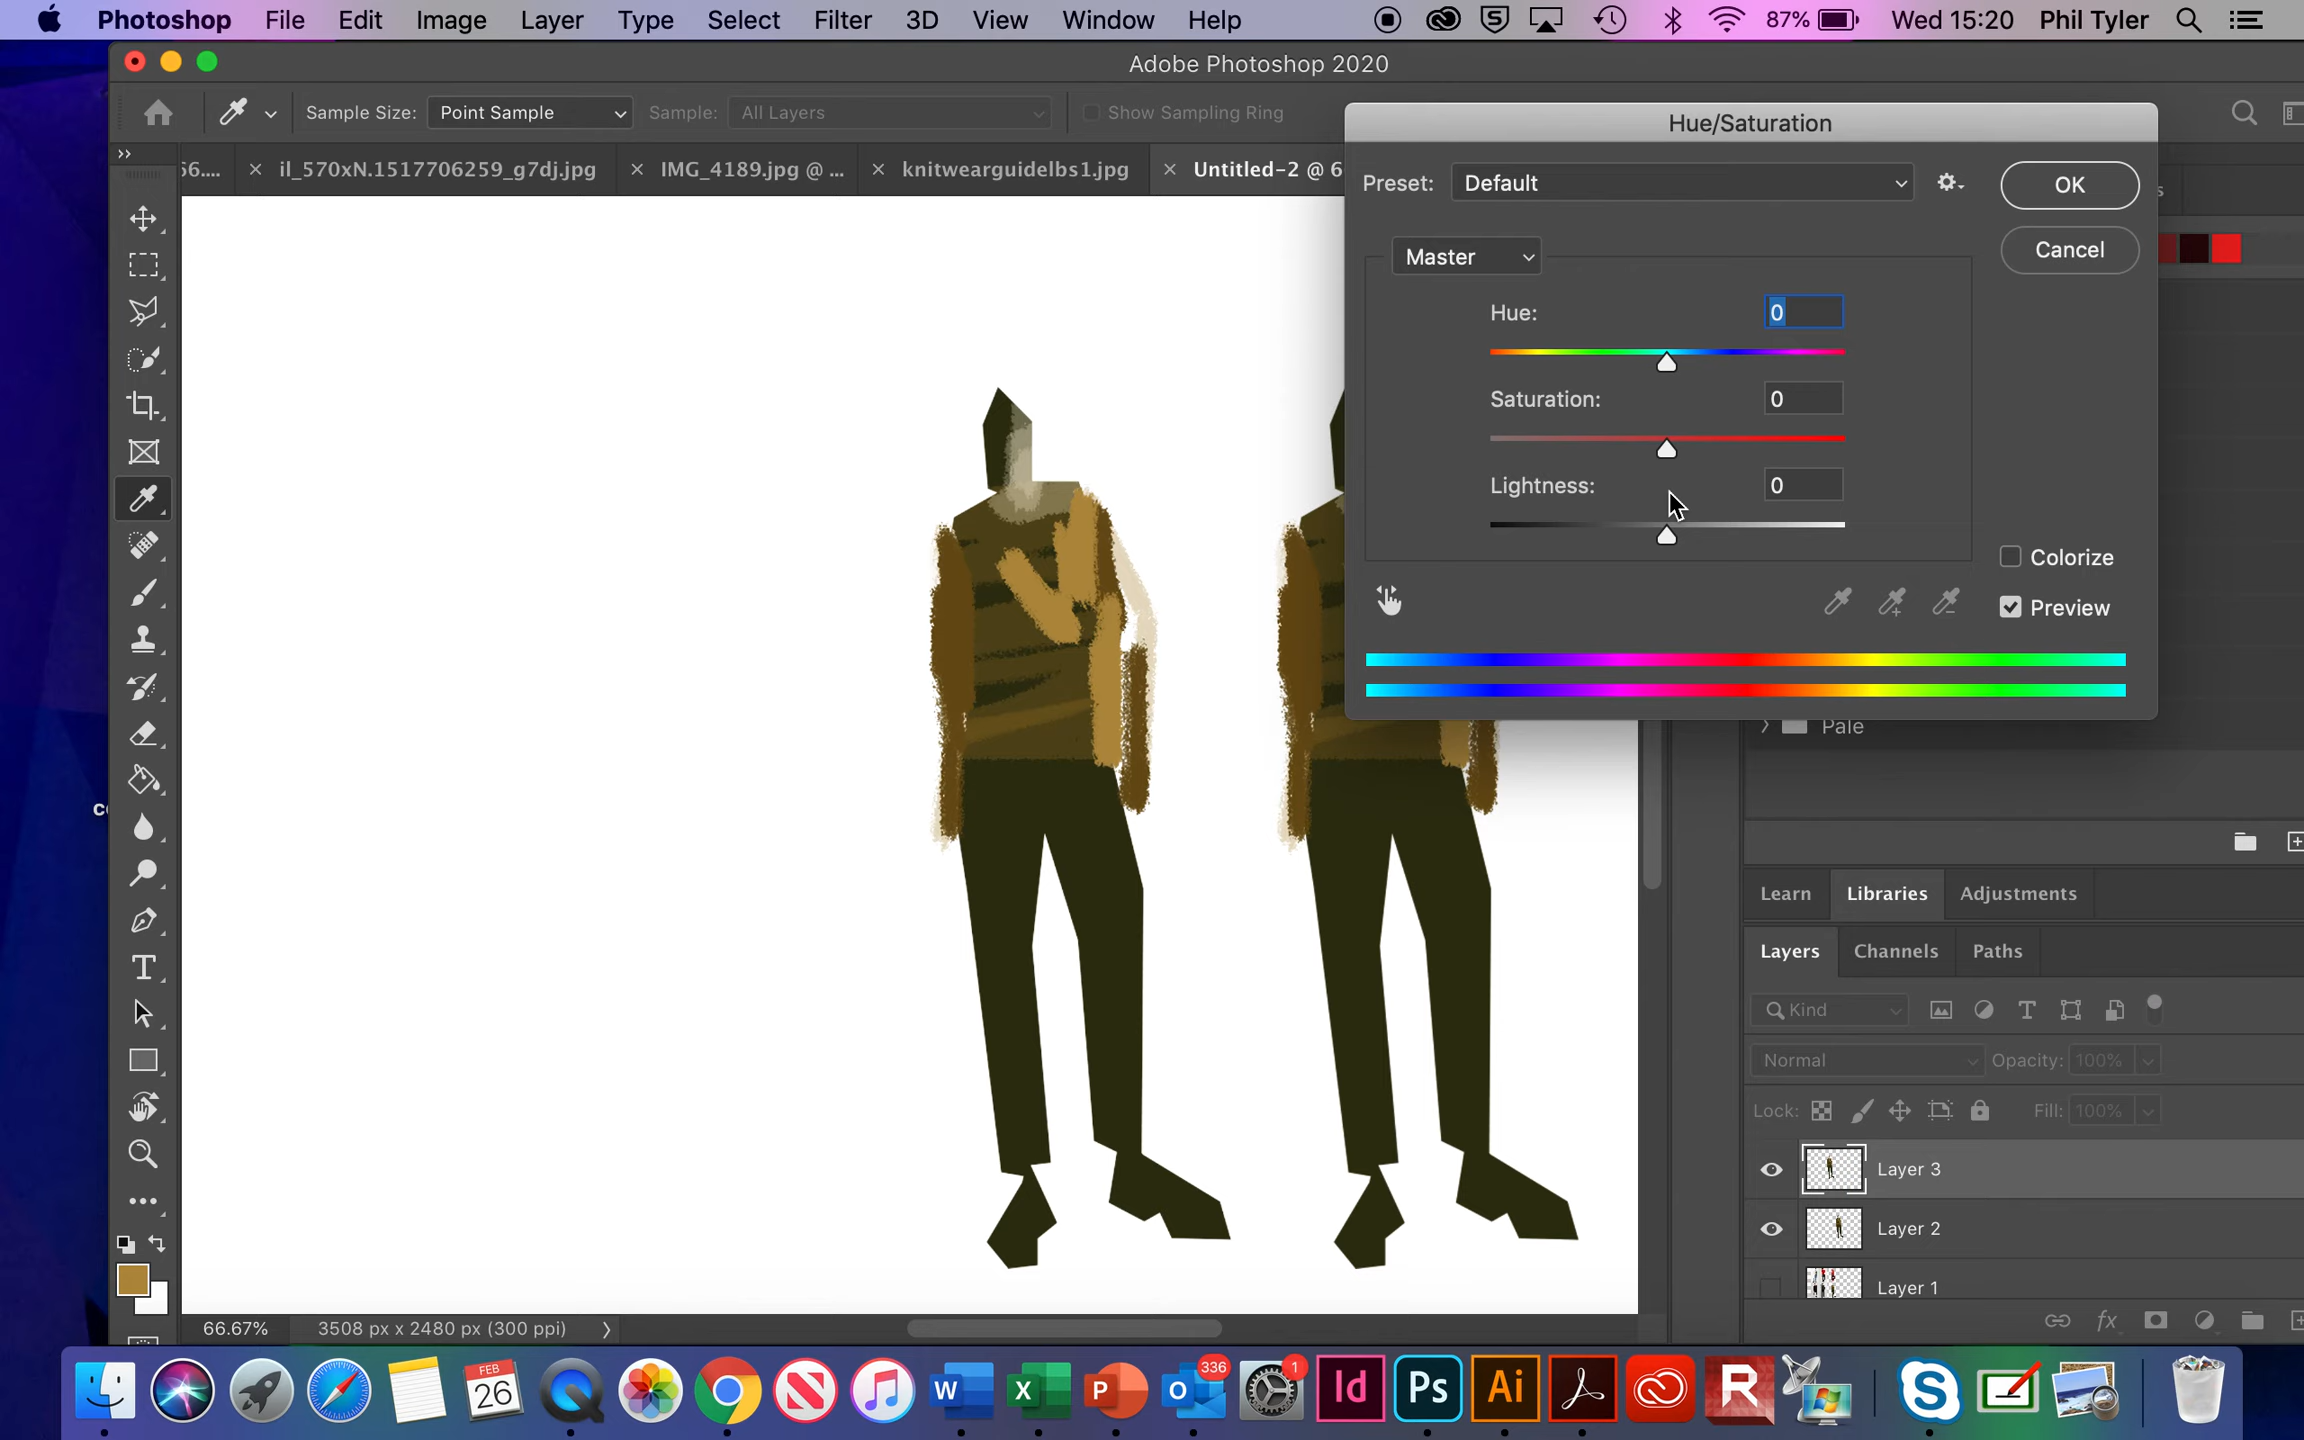 Photoshop File Edit Image Layer Type Select Filter 3D View Window Help 87% Wed 15:20 Phil Tyler
Adobe Photoshop 2020
Sample Size: Point Sample Sample: All Layers Show Sampling Ring
66.... × il_570xN.1517706259_g7dj.jpg × IMG_4189.jpg @ ... × knitwearguidelbs1.jpg × Untitled-2 @ 6
Hue/Saturation
Preset: Default OK
Cancel
Master
Hue: 0
Saturation: 0
Lightness: 0
Colorize
Preview
Pale
Learn Libraries Adjustments
Layers Channels Paths
Kind
Normal Opacity: 100%
Lock: Fill: 100%
Layer 3
Layer 2
Layer 1
66.67% 3508 px x 2480 px (300 ppi)
FEB
26
W X P O 336 1 Id Ps Ai R S